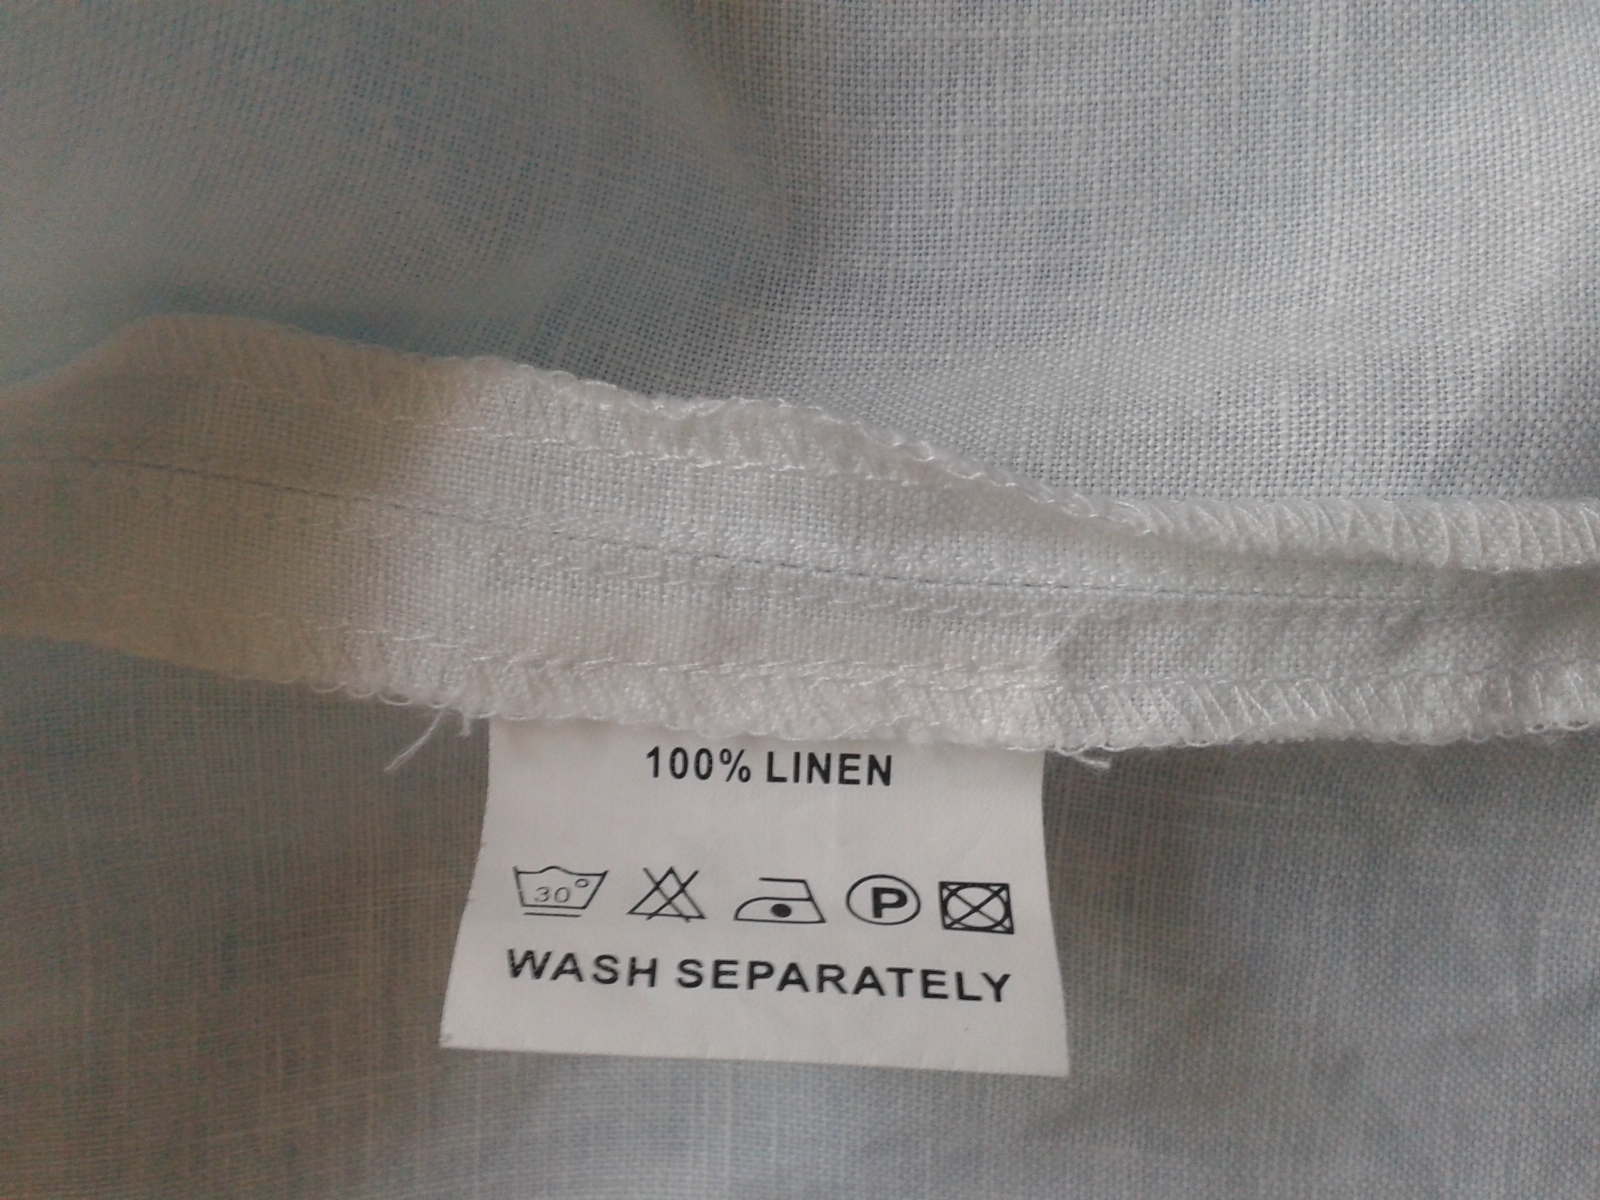 100% LINEN
30° P
WASH SEPARATELY